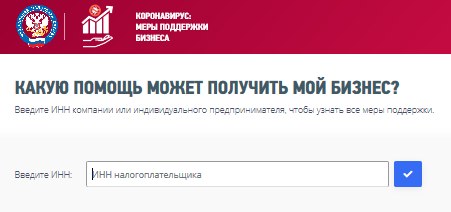 КОРОНАВИРУС:
МЕРЫ ПОДДЕРЖКИ
БИЗНЕСА
КАКУЮ ПОМОЩЬ МОЖЕТ ПОЛУЧИТЬ МОЙ БИЗНЕС?
Введите ИНН компании или индивидуального предпринимателя, чтобы узнать все меры поддержки.
Введите ИНН:
ИНН налогоплательщика